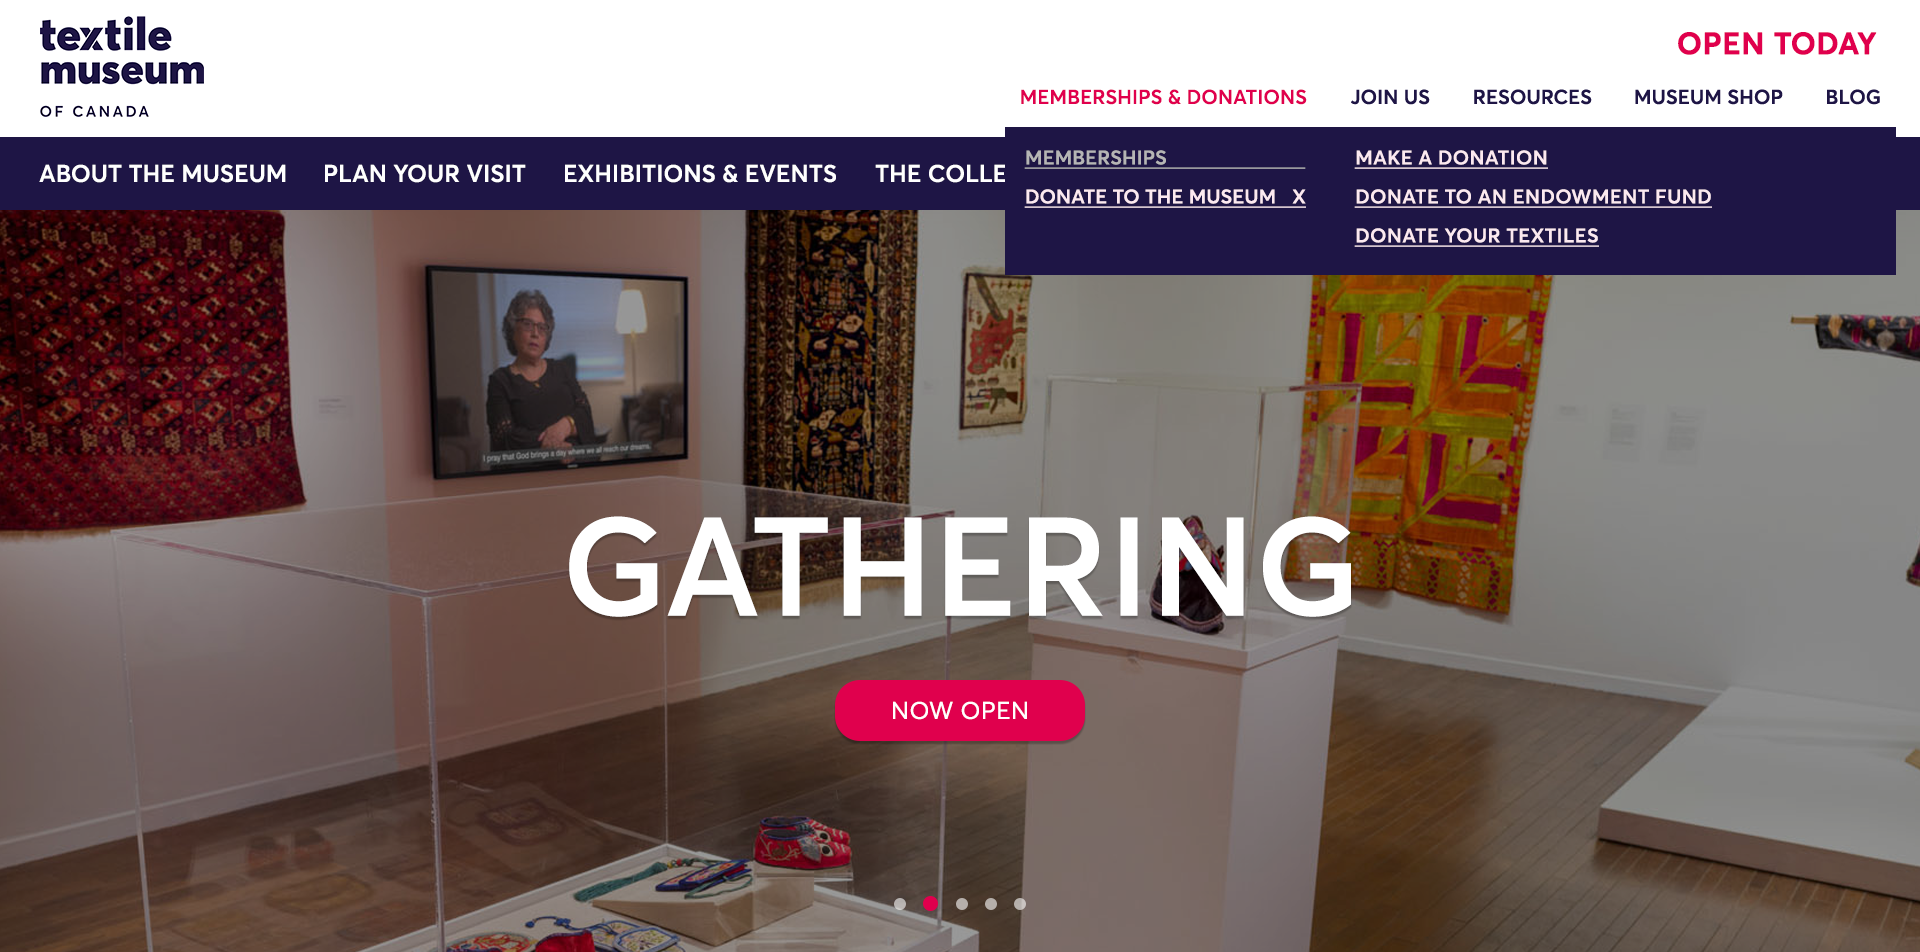 textile
museum
OF CANADA
OPEN TODAY
MEMBERSHIPS & DONATIONS JOIN US RESOURCES MUSEUM SHOP BLOG
ABOUT THE MUSEUM PLAN YOUR VISIT EXHIBITIONS & EVENTS THE COLLE
MEMBERSHIPS
DONATE TO THE MUSEUM X
MAKE A DONATION
DONATE TO AN ENDOWMENT FUND
DONATE YOUR TEXTILES
I pray that God brings a day where we all reach our dreams.
GATHERING
NOW OPEN